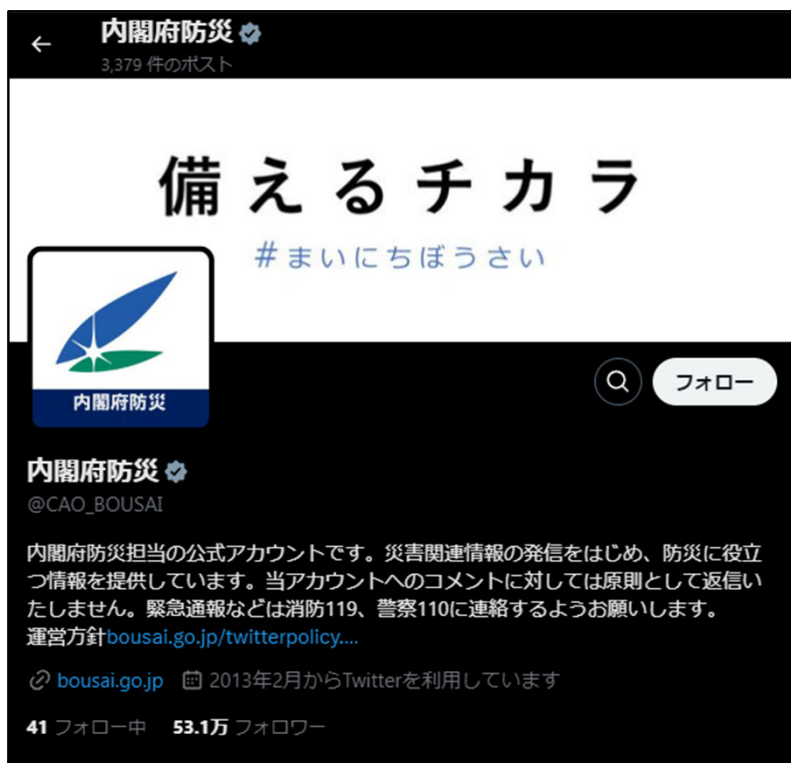 内閣府防災
3,379 件のポスト
備えるチカラ
#まいにちぼうさい
内閣府防災
フォロー
内閣府防災
@CAO_BOUSAI
内閣府防災担当の公式アカウントです。災害関連情報の発信をはじめ、防災に役立
つ情報を提供しています。当アカウントへのコメントに対しては原則として返信い
たしません。緊急通報などは消防119、警察110に連絡するようお願いします。
運営方針bousai.go.jp/twitterpolicy....
bousai.go.jp 2013年2月からTwitterを利用しています
41 フォロー中 53.1万 フォロワー